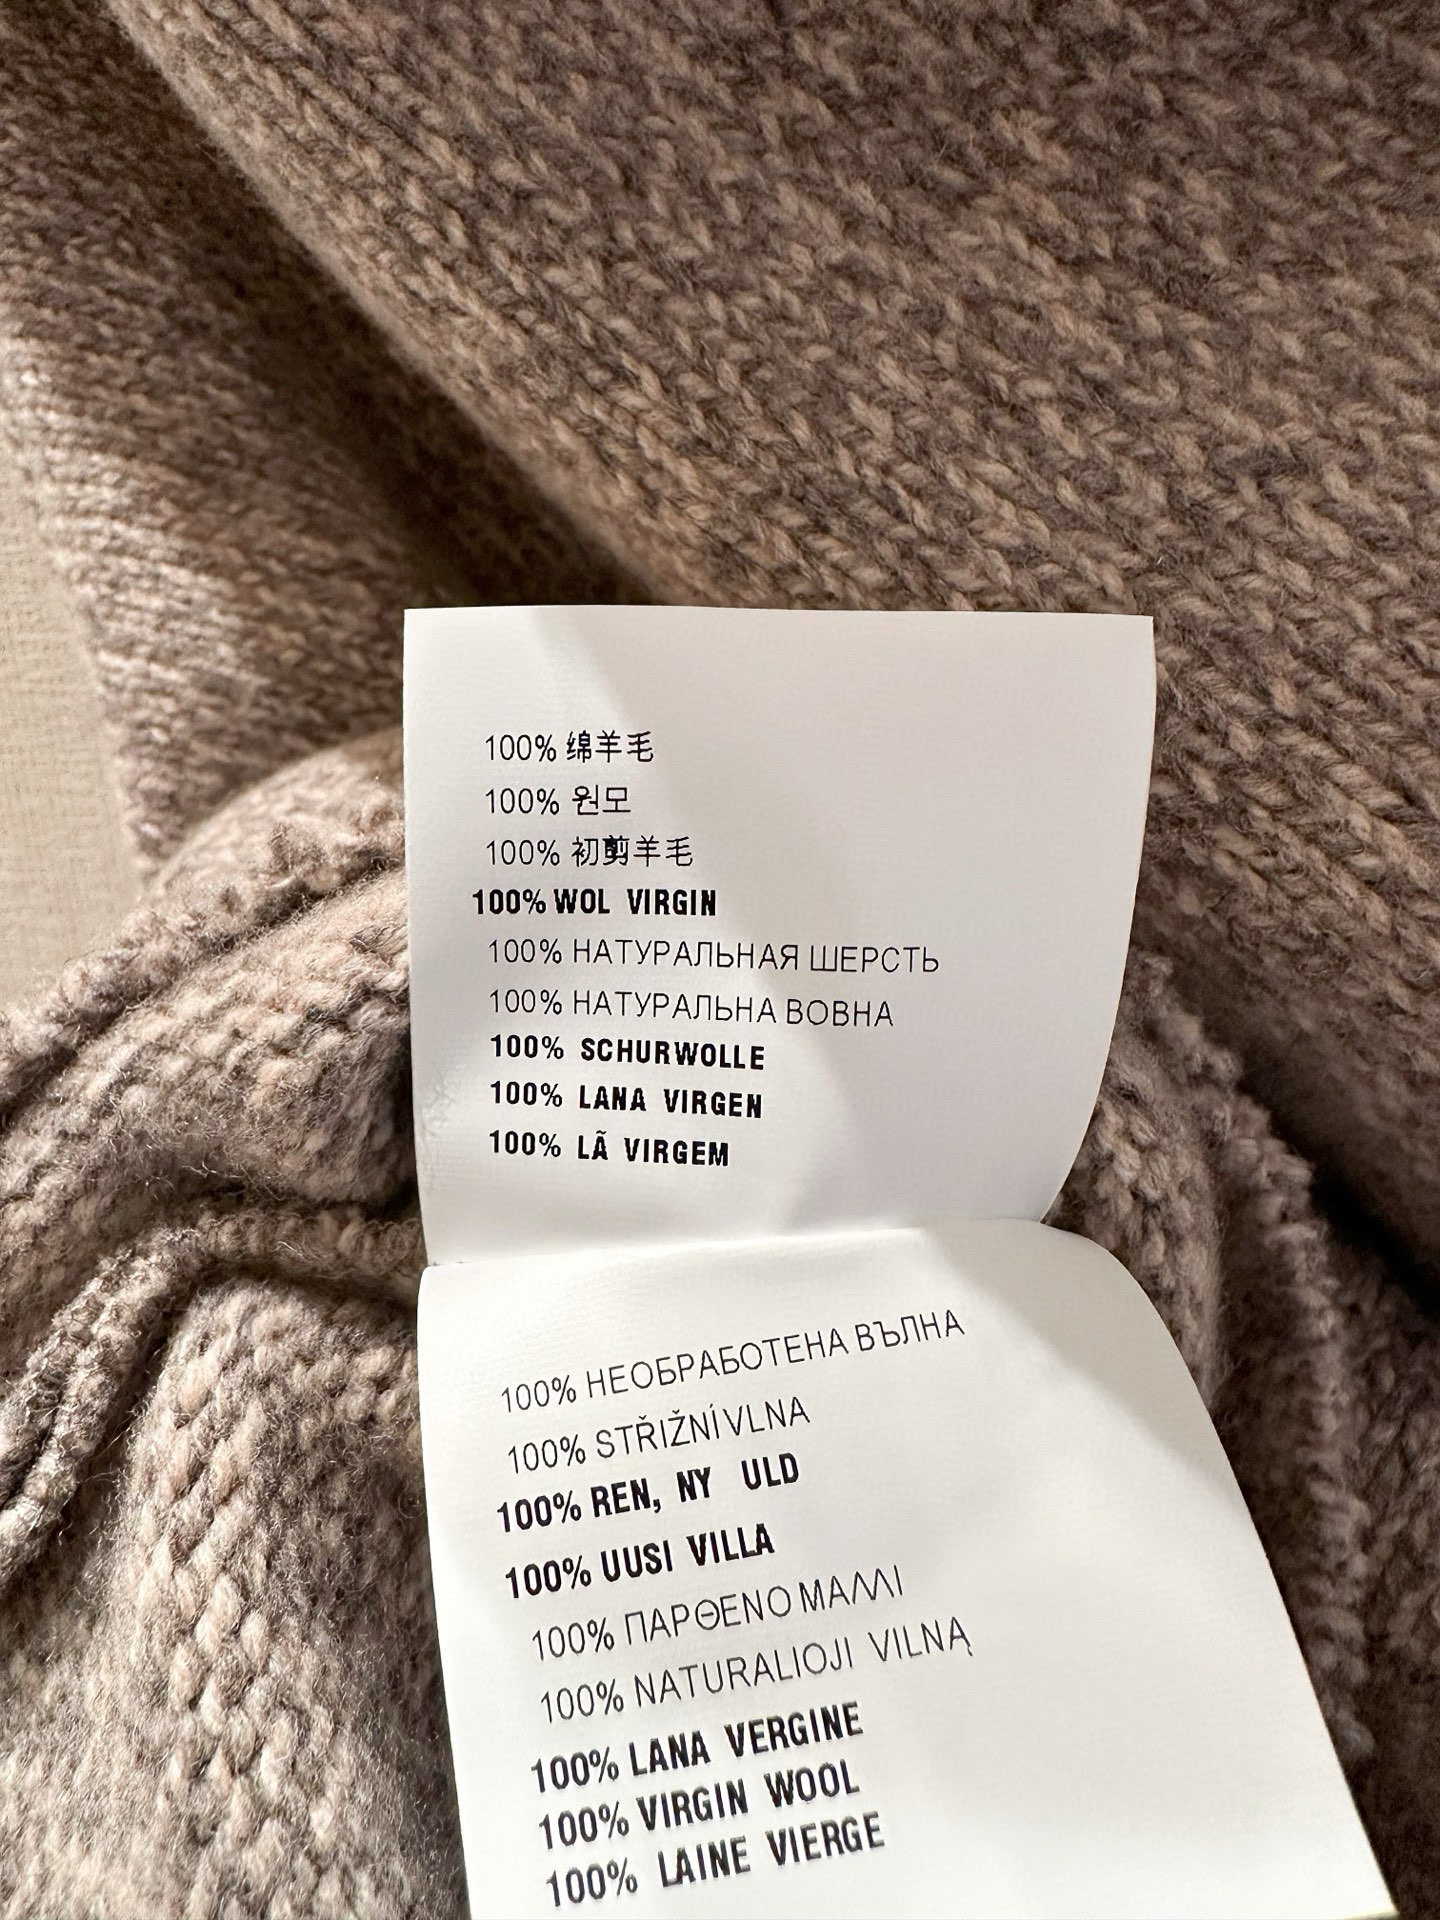 100% 绵羊毛
100% 원모
100% 初剪羊毛
100% WOL VIRGIN
100% НАТУРАЛЬНАЯ ШЕРСТЬ
100% НАТУРАЛЬНА ВОВНА
100% SCHURWOLLE
100% LANA VIRGEN
100% LÃ VIRGEM
100% НЕОБРАБОТЕНА ВЪЛНА
100% STŘIŽNÍ VLNA
100% REN, NY ULD
100% UUSI VILLA
100% ΠΑΡΘΕΝΟ ΜΑΛΛΙ
100% NATURALIOJI VILNĄ
100% LANA VERGINE
100% VIRGIN WOOL
100% LAINE VIERGE